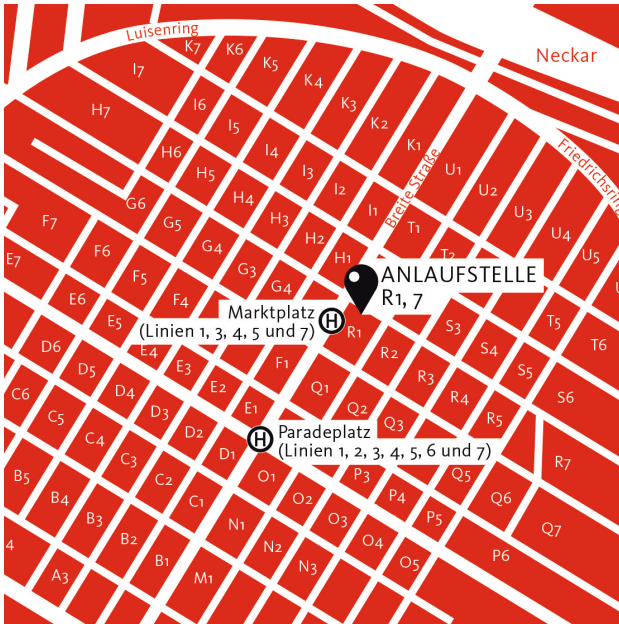 Luisenring
Neckar
K7
K6
K5
K4
K3
K2
K1
I7
I6
I5
I4
I3
I2
I1
H7
H6
H5
H4
H3
H2
H1
Breite Straße
Friedrichsring
U1
U2
U3
U4
U5
T1
T2
T5
T6
G6
G5
G4
G3
G4
F7
F6
F5
F4
F1
ANLAUFSTELLE
R1, 7
Marktplatz
(Linien 1, 3, 4, 5 und 7)
E7
E6
E5
E4
E3
E2
E1
R1
R2
R3
R4
R5
R7
S3
S4
S5
S6
D6
D5
D4
D3
D2
D1
Q1
Q2
Q3
Q5
Q6
Q7
Paradeplatz
(Linien 1, 2, 3, 4, 5, 6 und 7)
C6
C5
C4
C3
C2
C1
O1
O2
O3
O4
O5
P3
P4
P5
P6
B5
B4
B3
B2
B1
N1
N2
N3
4
A3
M1